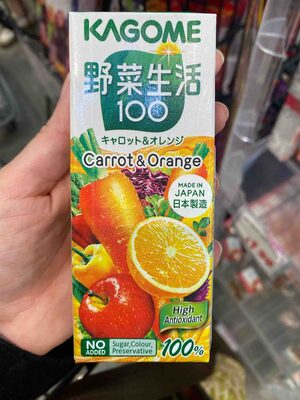 KAGOME
野菜生活
100
キャロット&オレンジ
Carrot & Orange
MADE IN
JAPAN
日本製造
High
Antioxidant
NO
ADDED
Sugar,Colour,
Preservative
100%